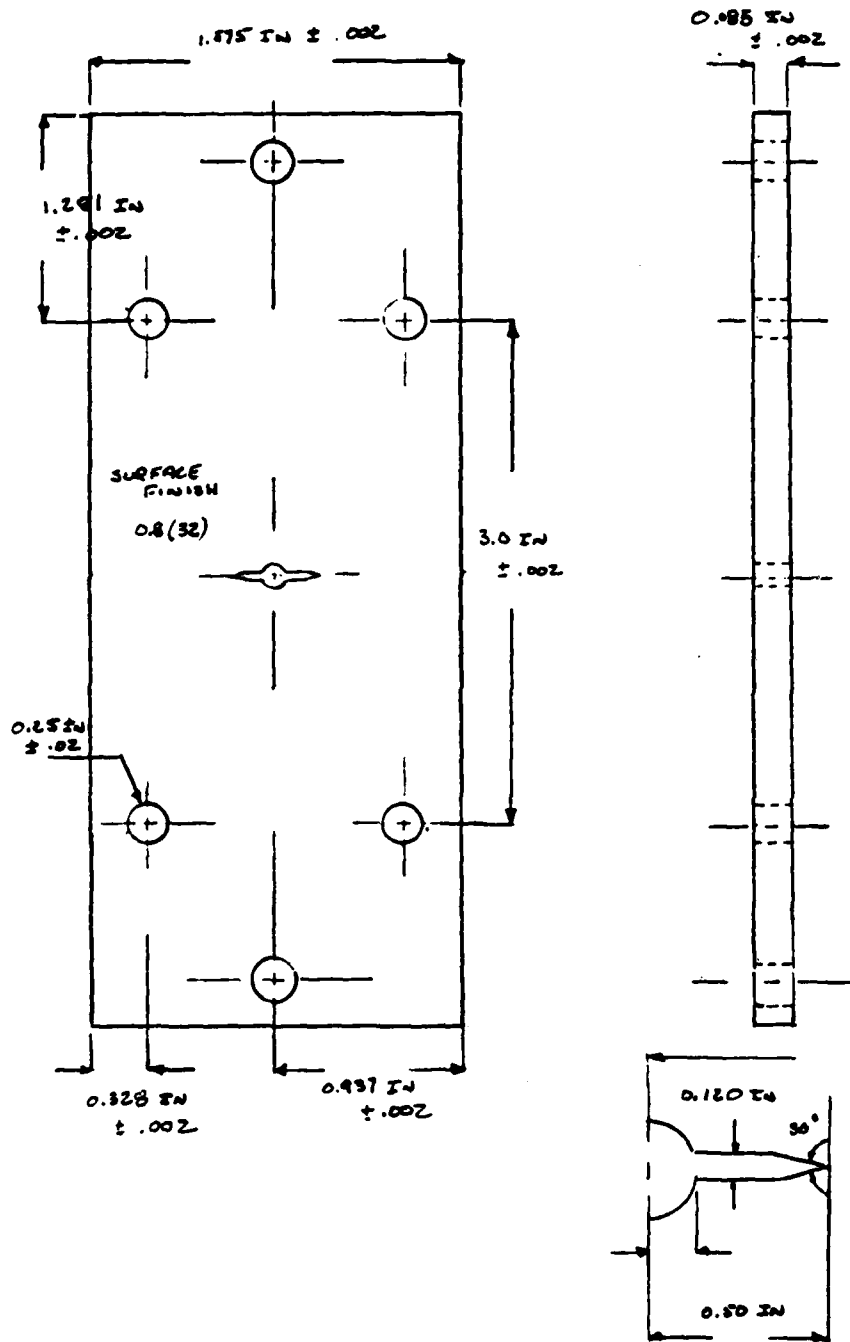 1.875 IN ± .002
0.085 IN
± .002
1.281 IN
± .002
SURFACE
FINISH
0.8 (32)
3.0 IN
± .002
0.25 IN
± .02
0.328 IN
± .002
0.937 IN
± .002
0.120 IN
30°
0.50 IN